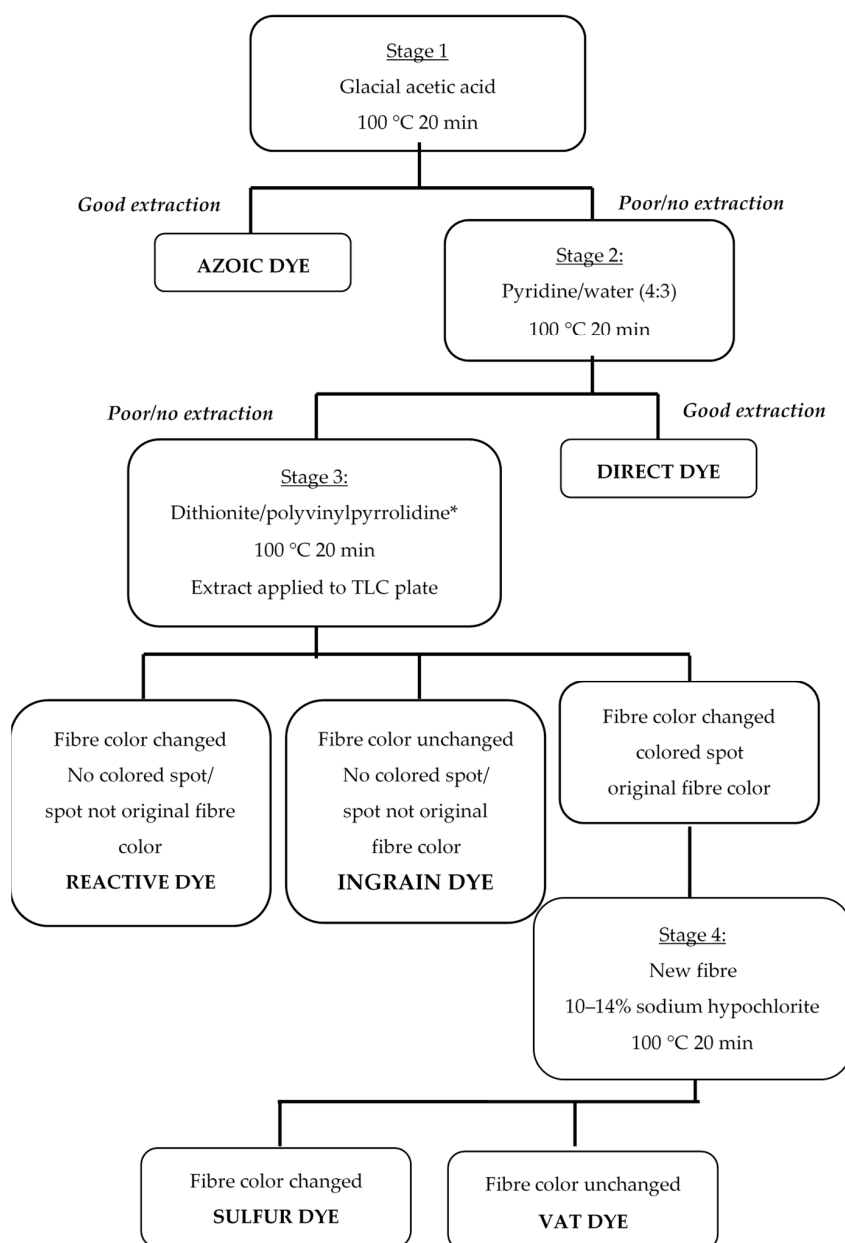 Stage 1
Glacial acetic acid
100 °C 20 min
Good extraction
Poor/no extraction
AZOIC DYE
Stage 2:
Pyridine/water (4:3)
100 °C 20 min
Poor/no extraction
Good extraction
Stage 3:
Dithionite/polyvinylpyrrolidine*
100 °C 20 min
Extract applied to TLC plate
DIRECT DYE
Fibre color changed
No colored spot/
spot not original fibre
color
REACTIVE DYE
Fibre color unchanged
No colored spot/
spot not original
fibre color
INGRAIN DYE
Fibre color changed
colored spot
original fibre color
Stage 4:
New fibre
10–14% sodium hypochlorite
100 °C 20 min
Fibre color changed
SULFUR DYE
Fibre color unchanged
VAT DYE